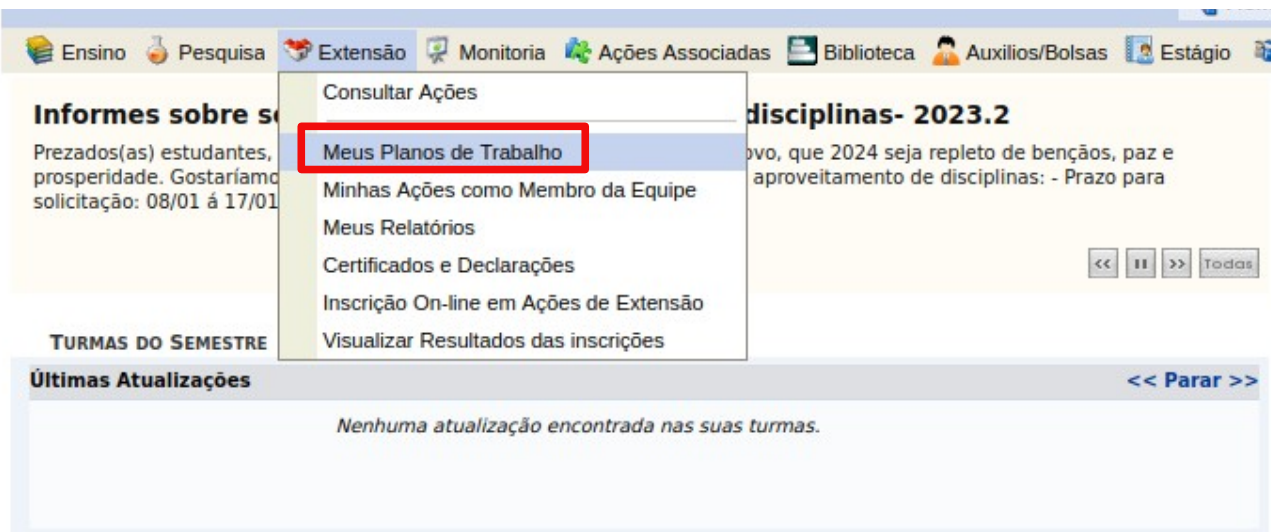 Ensino Pesquisa Extensão Monitoria Ações Associadas Biblioteca Auxilios/Bolsas Estágio
Consultar Ações
Informes sobre disciplinas- 2023.2
Meus Planos de Trabalho
Prezados(as) estudantes, que 2024 seja repleto de bençãos, paz e
prosperidade. aproveitamento de disciplinas: - Prazo para
Minhas Ações como Membro da Equipe
solicitação: 08/01 á 17/01
Meus Relatórios
Certificados e Declarações
<< II >> Todas
Inscrição On-line em Ações de Extensão
TURMAS DO SEMESTRE
Visualizar Resultados das inscrições
Últimas Atualizações << Parar >>
Nenhuma atualização encontrada nas suas turmas.